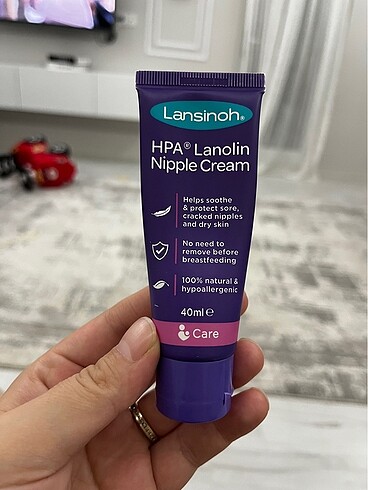 Lansinoh®
HPA® Lanolin
Nipple Cream
Helps soothe
& protect sore,
cracked nipples
and dry skin
No need to
remove before
breastfeeding
100% natural &
hypoallergenic
40ml ℮
Care